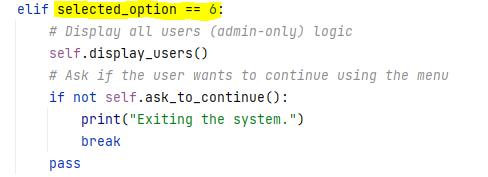 elif selected_option == 6:
    # Display all users (admin-only) logic
    self.display_users()
    # Ask if the user wants to continue using the menu
    if not self.ask_to_continue():
        print("Exiting the system.")
        break
    pass